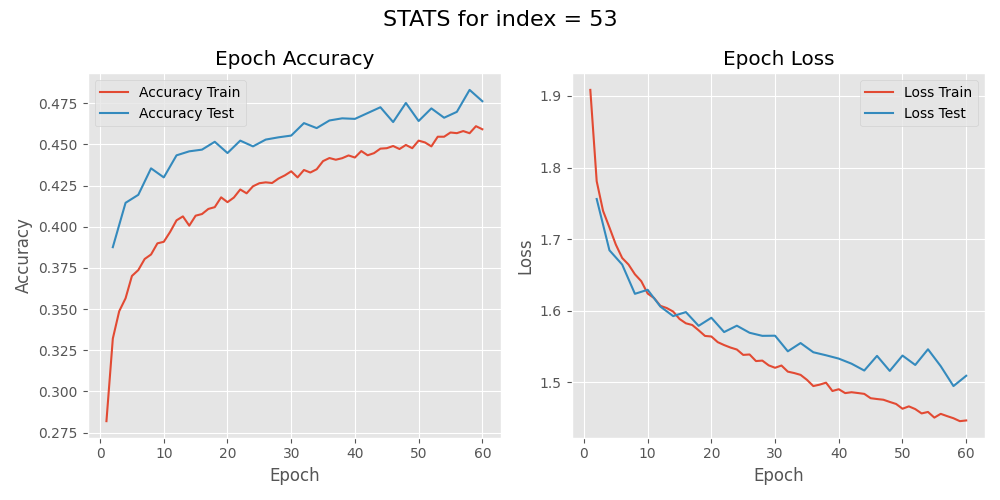 STATS for index = 53
Epoch Accuracy
Accuracy Train
Accuracy Test
0.475
0.450
0.425
0.400
0.375
0.350
0.325
0.300
0.275
Accuracy
0 10 20 30 40 50 60
Epoch
Epoch Loss
Loss Train
Loss Test
1.9
1.8
1.7
1.6
1.5
Loss
0 10 20 30 40 50 60
Epoch